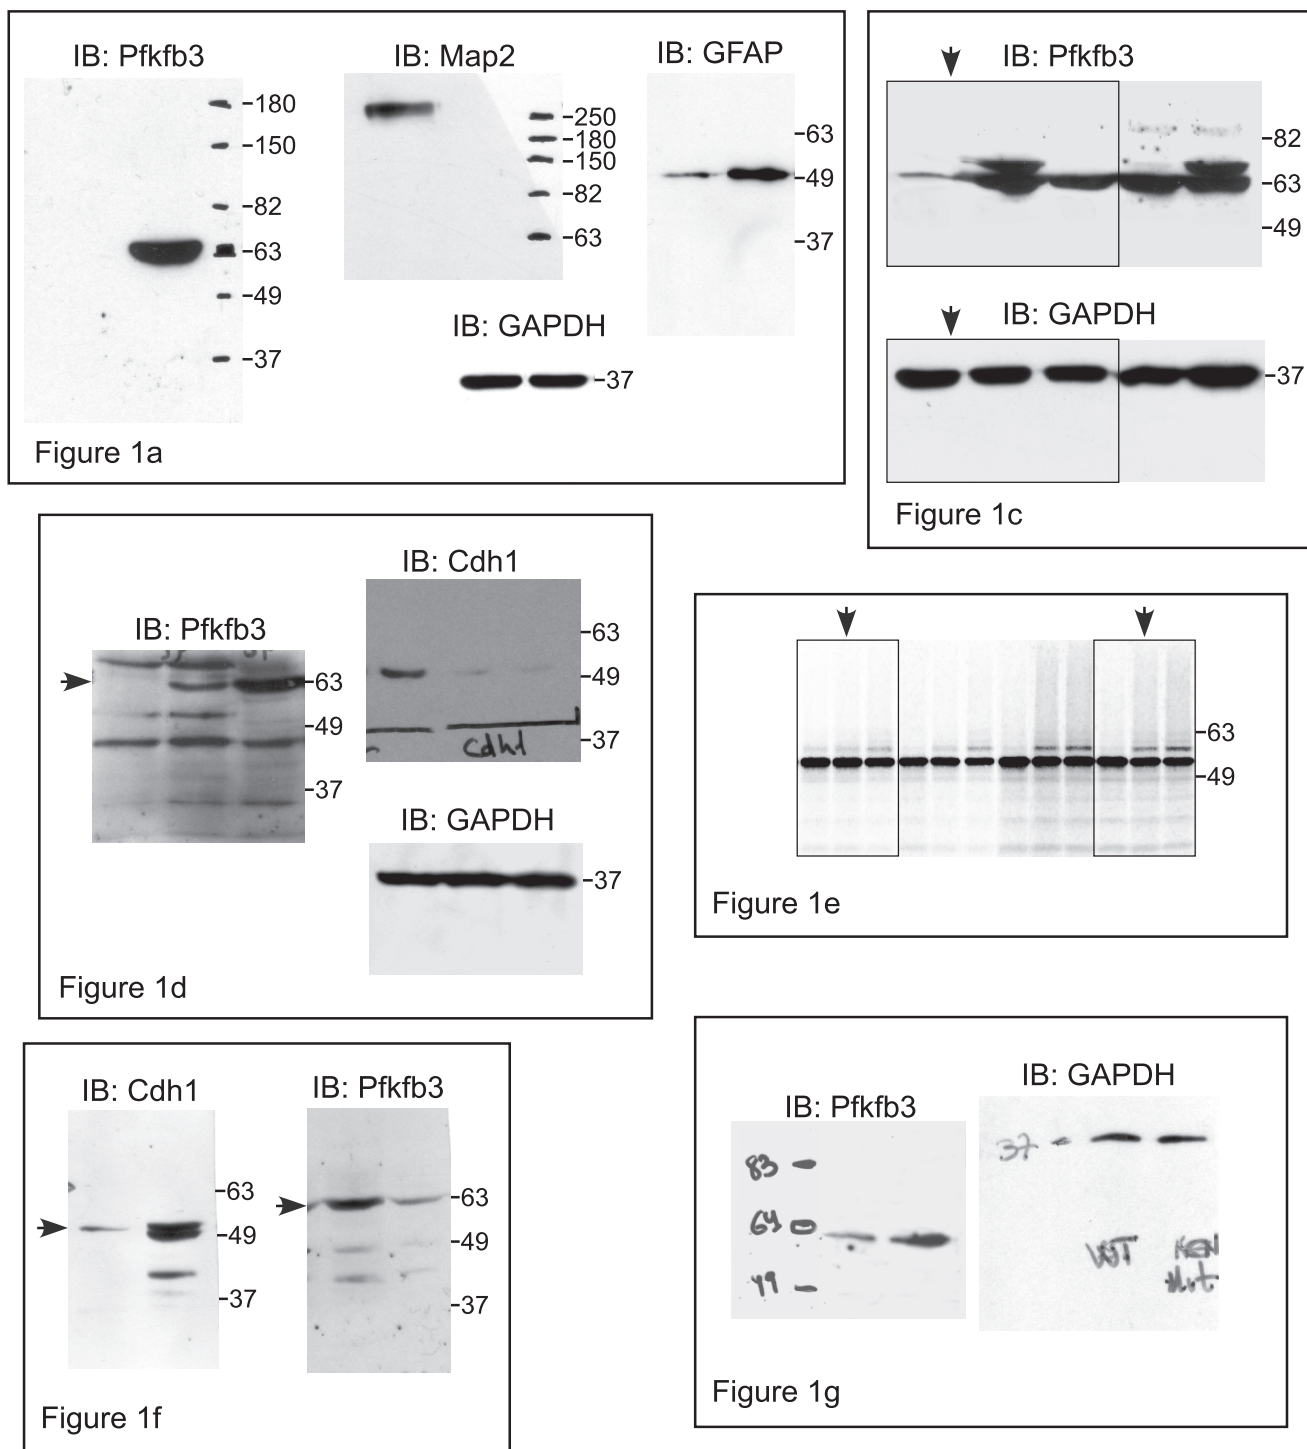 IB: Pfkfb3
-180
-150
-82
-63
-49
-37
IB: Map2
-250
-180
-150
-82
-63
IB: GFAP
-63
-49
-37
IB: GAPDH
-37
Figure 1a
IB: Pfkfb3
-82
-63
-49
IB: GAPDH
-37
Figure 1c
IB: Pfkfb3
-63
-49
-37
IB: Cdh1
-63
-49
-37
Cdh1
IB: GAPDH
-37
Figure 1d
-63
-49
Figure 1e
IB: Cdh1
-63
-49
-37
IB: Pfkfb3
-63
-49
-37
Figure 1f
IB: Pfkfb3
83
64
49
IB: GAPDH
37
WT
Mut.
Figure 1g